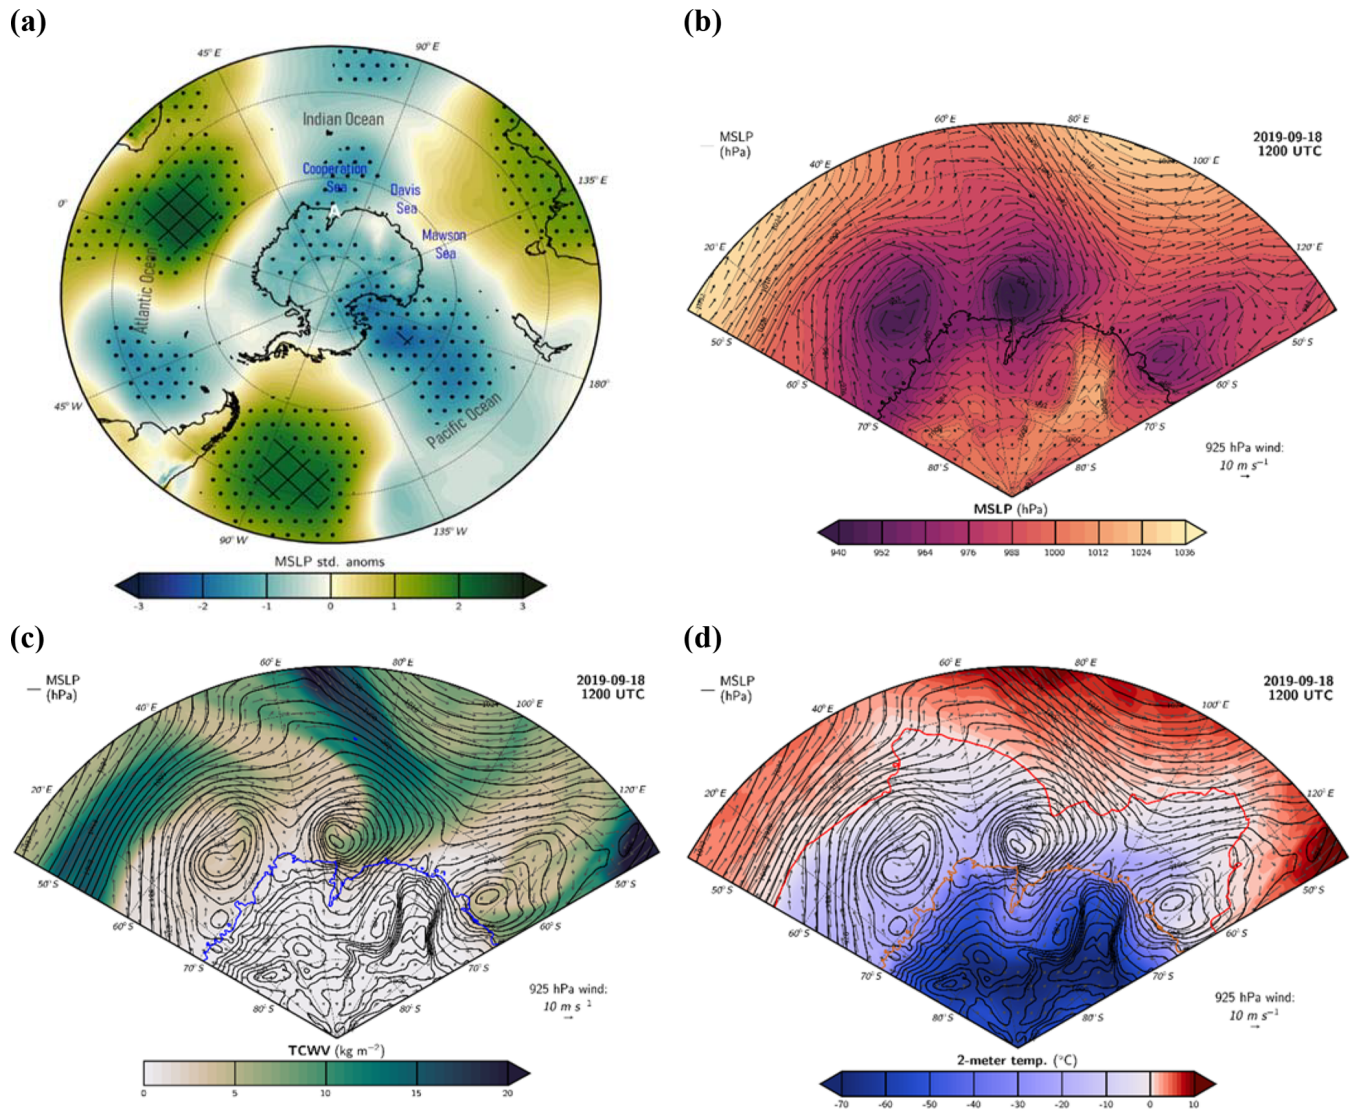 (a)
45° E
90° E
Indian Ocean
Cooperation
Sea
Davis
Sea
A
Mawson
Sea
135° E
0°
Atlantic Ocean
180°
45° W
Pacific Ocean
90° W
135° W
MSLP std. anoms
-3 -2 -1 0 1 2 3
(b)
MSLP
(hPa)
2019-09-18
1200 UTC
60° E
80° E
40° E
100° E
20° E
120° E
50° S
50° S
60° S
60° S
70° S
70° S
80° S
80° S
925 hPa wind:
10 m s⁻¹
MSLP (hPa)
940 952 964 976 988 1000 1012 1024 1036
(c)
MSLP
(hPa)
2019-09-18
1200 UTC
60° E
80° E
40° E
100° E
20° E
120° E
50° S
50° S
60° S
60° S
70° S
70° S
80° S
80° S
925 hPa wind:
10 m s⁻¹
TCWV (kg m⁻²)
0 5 10 15 20
(d)
MSLP
(hPa)
2019-09-18
1200 UTC
60° E
80° E
40° E
100° E
20° E
120° E
50° S
50° S
60° S
60° S
70° S
70° S
80° S
80° S
925 hPa wind:
10 m s⁻¹
2-meter temp. (°C)
-70 -60 -50 -40 -30 -20 -10 0 10